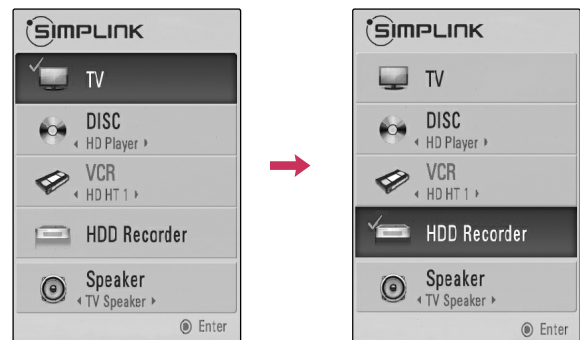 SIMPLINK
TV
DISC
◀ HD Player ▶
VCR
◀ HD HT 1 ▶
HDD Recorder
Speaker
◀ TV Speaker ▶
◉ Enter
SIMPLINK
TV
DISC
◀ HD Player ▶
VCR
◀ HD HT 1 ▶
HDD Recorder
Speaker
◀ TV Speaker ▶
◉ Enter